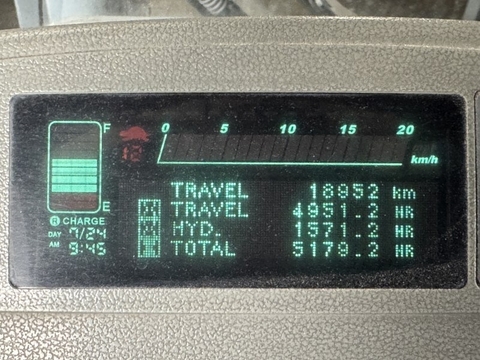 F
0 5 10 15 20
km/h
E
CHARGE
DAY 7/24
AM 9:45
TRAVEL 18952 km
TRAVEL 4951.2 HR
HYD. 1571.2 HR
TOTAL 5179.2 HR